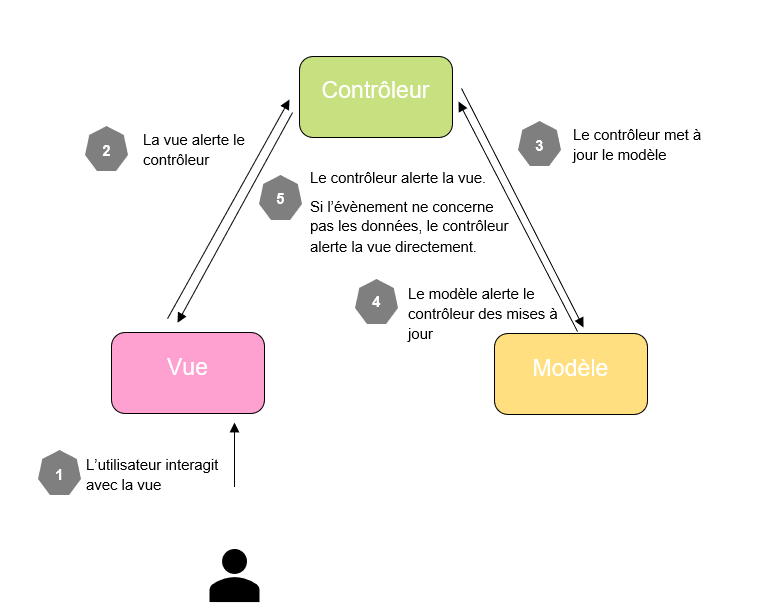 Contrôleur
2
La vue alerte le
contrôleur
3
Le contrôleur met à
jour le modèle
5
Le contrôleur alerte la vue.
Si l’évènement ne concerne
pas les données, le contrôleur
alerte la vue directement.
4
Le modèle alerte le
contrôleur des mises à
jour
Vue
Modèle
1
L’utilisateur interagit
avec la vue